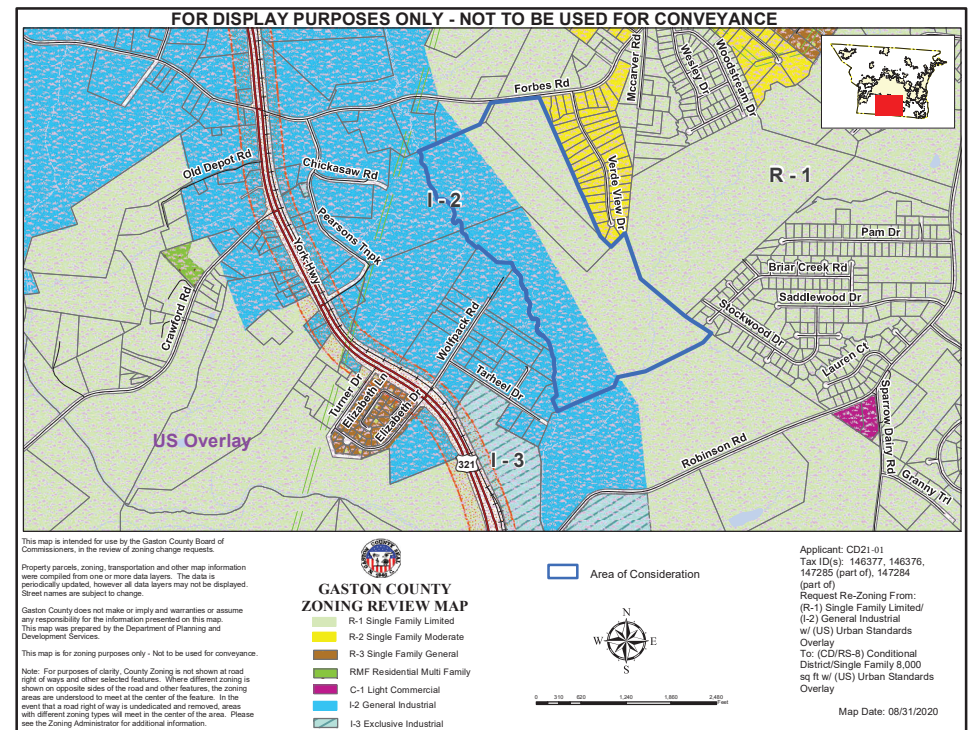 FOR DISPLAY PURPOSES ONLY - NOT TO BE USED FOR CONVEYANCE
Forbes Rd
Mccarver Rd
Wesley Dr
Woodstream Dr
Old Depot Rd
Chickasaw Rd
I - 2
Verde View Dr
R - 1
Pearsons Tnpk
York Hwy
Pam Dr
Briar Creek Rd
Saddlewood Dr
Stockwood Dr
Crawford Rd
Wolfpack Rd
Lauren Ct
Turner Dr
Elizabeth Ln
Elizabeth Dr
Tarheel Dr
Sparrow Dairy Rd
US Overlay
321
I - 3
Robinson Rd
Granny Trl
This map is intended for use by the Gaston County Board of
Commissioners, in the review of zoning change requests.
Property parcels, zoning, transportation and other map information
were compiled from one or more data layers. The data is
periodically updated, however all data layers may not be displayed.
Street names are subject to change.
Gaston County does not make or imply and warranties or assume
any responsibility for the information presented on this map.
This map was prepared by the Department of Planning and
Development Services.
This map is for zoning purposes only - Not to be used for conveyance.
Note: For purposes of clarity, County Zoning is not shown at road
right of ways and other selected features. Where different zoning is
shown on opposite sides of the road and other features, the zoning
areas are understood to meet at the center of the feature. In the
event that a road right of way is undedicated and removed, areas
with different zoning types will meet in the center of the area. Please
see the Zoning Administrator for additional information.
GASTON COUNTY
ZONING REVIEW MAP
R-1 Single Family Limited
R-2 Single Family Moderate
R-3 Single Family General
RMF Residential Multi Family
C-1 Light Commercial
I-2 General Industrial
I-3 Exclusive Industrial
Area of Consideration
N
W E
S
0 310 620 1,240 1,860 2,480
Feet
Applicant: CD21-01
Tax ID(s): 146377, 146376,
147285 (part of), 147284
(part of)
Request Re-Zoning From:
(R-1) Single Family Limited/
(I-2) General Industrial
w/ (US) Urban Standards
Overlay
To: (CD/RS-8) Conditional
District/Single Family 8,000
sq ft w/ (US) Urban Standards
Overlay
Map Date: 08/31/2020